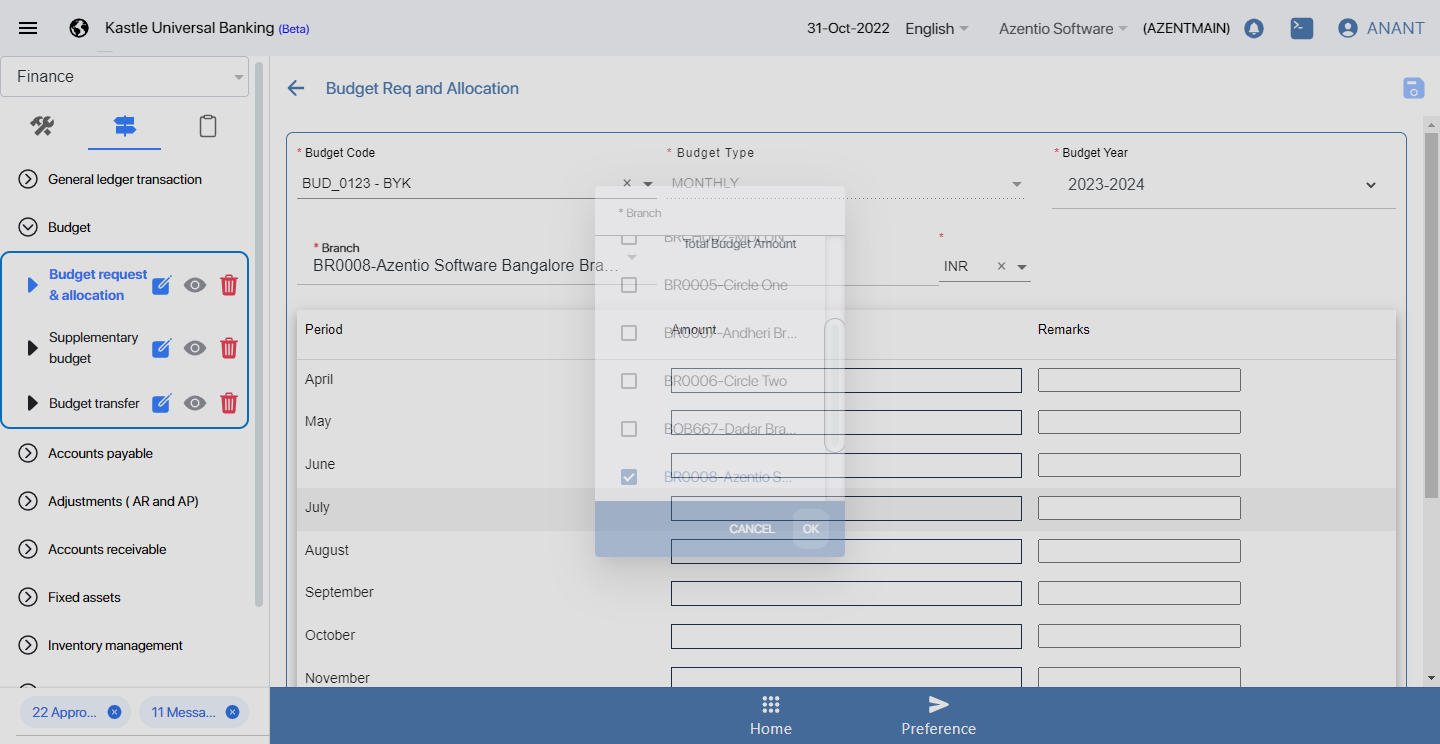 Kastle Universal Banking (Beta)
31-Oct-2022
English
Azentio Software
(AZENTMAIN)
ANANT
Finance
General ledger transaction
Budget
Budget request
& allocation
Supplementary
budget
Budget transfer
Accounts payable
Adjustments ( AR and AP)
Accounts receivable
Fixed assets
Inventory management
22 Appro...
11 Messa...
Budget Req and Allocation
* Budget Code
BUD_0123 - BYK
* Budget Type
MONTHLY
* Budget Year
2023-2024
* Branch
BR0008-Azentio Software Bangalore Bra...
Total Budget Amount
*
INR
Period
Amount
Remarks
April
May
June
July
August
September
October
November
* Branch
BR0005-Circle One
BR0007-Andheri Br...
BR0006-Circle Two
BOB667-Dadar Bra...
BR0008-Azentio S...
CANCEL
OK
Home
Preference